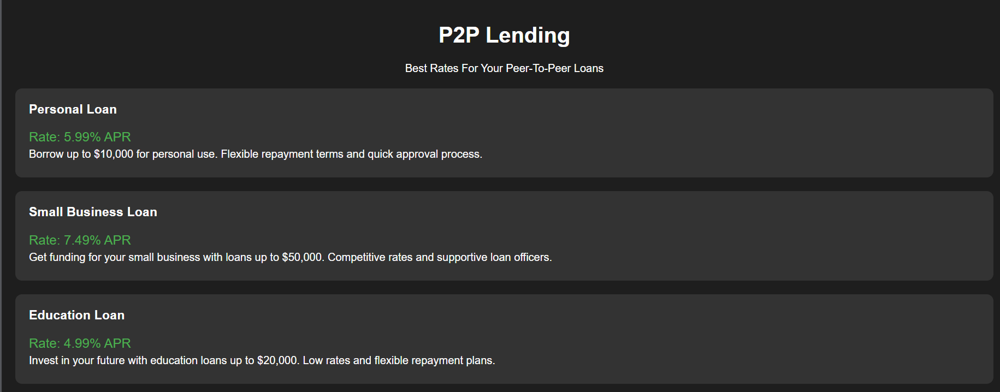 P2P Lending
Best Rates For Your Peer-To-Peer Loans
Personal Loan
Rate: 5.99% APR
Borrow up to $10,000 for personal use. Flexible repayment terms and quick approval process.
Small Business Loan
Rate: 7.49% APR
Get funding for your small business with loans up to $50,000. Competitive rates and supportive loan officers.
Education Loan
Rate: 4.99% APR
Invest in your future with education loans up to $20,000. Low rates and flexible repayment plans.